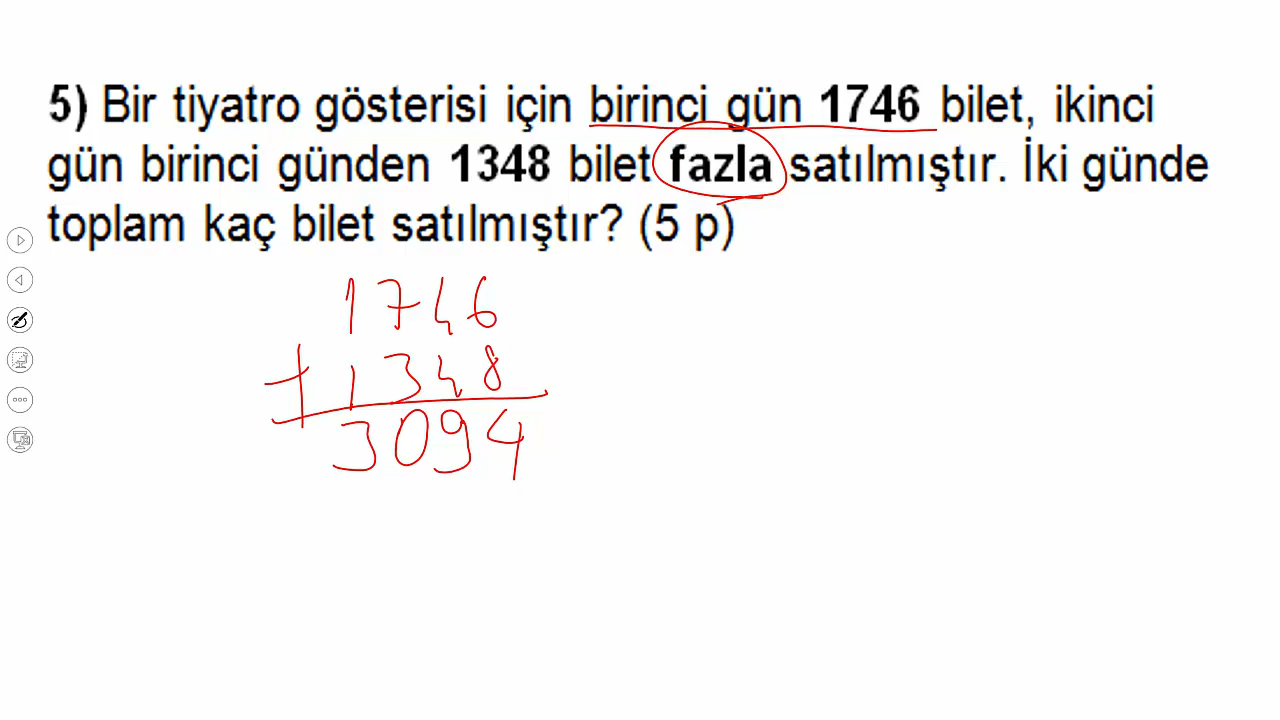 5) Bir tiyatro gösterisi için birinci gün 1746 bilet, ikinci
gün birinci günden 1348 bilet fazla satılmıştır. İki günde
toplam kaç bilet satılmıştır? (5 p)
1746
+ 1348
3094